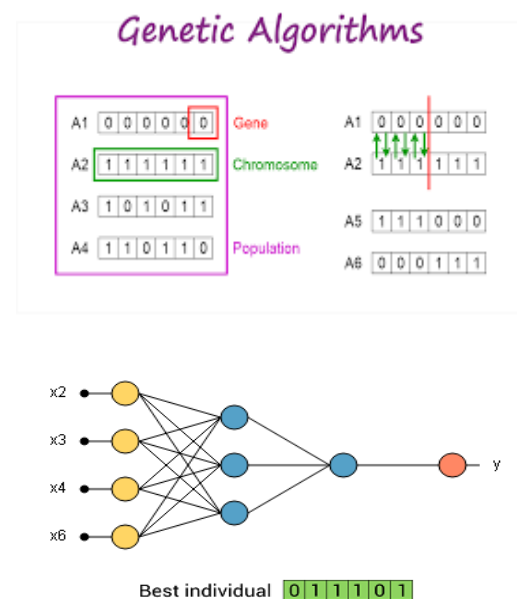 Genetic Algorithms
A1 0 0 0 0 0 0 Gene
A2 1 1 1 1 1 1 Chromosome
A3 1 0 1 0 1 1
A4 1 1 0 1 1 0 Population
A1 0 0 0 0 0 0
A2 1 1 1 1 1 1
A5 1 1 1 0 0 0
A6 0 0 0 1 1 1
x2
x3
x4
x6
y
Best individual 0 1 1 1 0 1